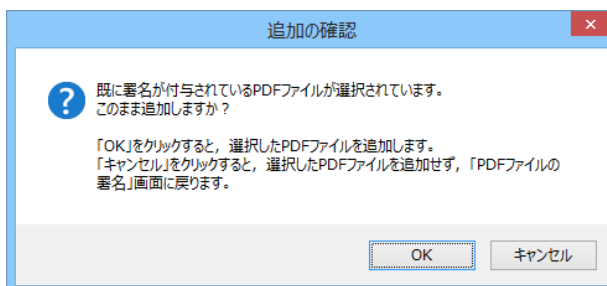 追加の確認
既に署名が付与されているPDFファイルが選択されています。
このまま追加しますか？
「OK」をクリックすると，選択したPDFファイルを追加します。
「キャンセル」をクリックすると，選択したPDFファイルを追加せず，「PDFファイルの
署名」画面に戻ります。
OK
キャンセル